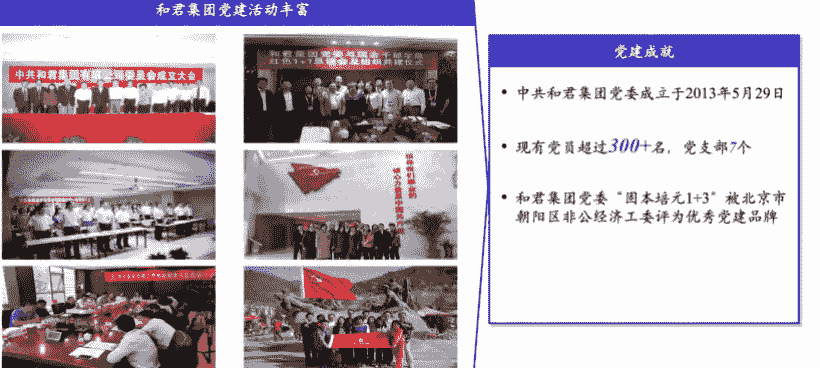 和君集团党建活动丰富
中共和君集团有限公司委员会成立大会
党建成就
• 中共和君集团党委成立于2013年5月29日
• 现有党员超过300+名，党支部7个
• 和君集团党委“固本培元1+3”被北京市
朝阳区非公经济工委评为优秀党建品牌